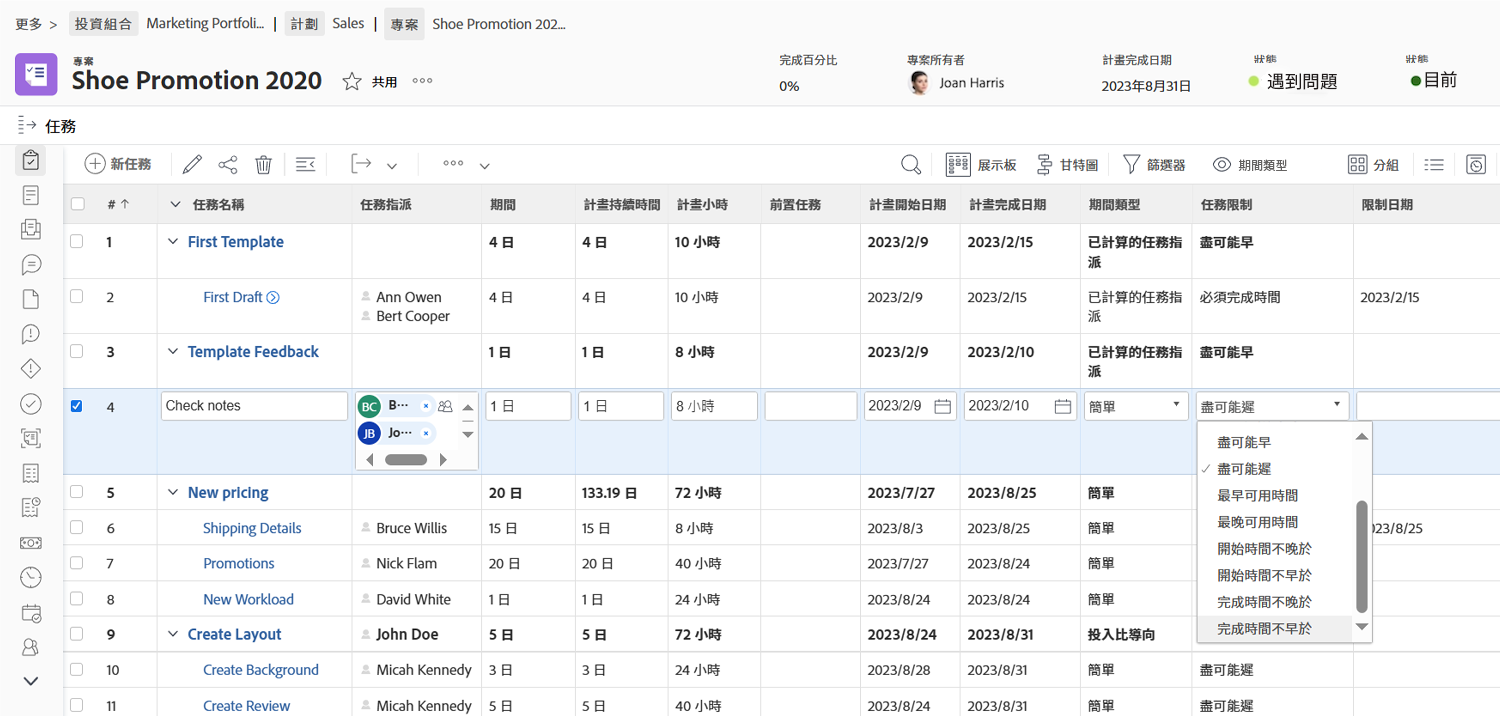 更多 > 投資組合 Marketing Portfoli... | 計劃 Sales | 專案 Shoe Promotion 202...
專案
Shoe Promotion 2020 共用
完成百分比 專案所有者 計畫完成日期 狀態 狀態
0% Joan Harris 2023年8月31日 遇到問題 目前
任務
新任務 展示板 甘特圖 篩選器 期間類型 分組
# ↑ 任務名稱 任務指派 期間 計畫持續時間 計畫小時 前置任務 計畫開始日期 計畫完成日期 期間類型 任務限制 限制日期
1 First Template 4 日 4 日 10 小時 2023/2/9 2023/2/15 已計算的任務指 盡可能早
派
2 First Draft Ann Owen 4 日 4 日 10 小時 2023/2/9 2023/2/15 已計算的任務指 必須完成時間 2023/2/15
Bert Cooper 派
3 Template Feedback 1 日 1 日 8 小時 2023/2/9 2023/2/10 已計算的任務指 盡可能早
派
4 Check notes BC B... × 1 日 1 日 8 小時 2023/2/9 2023/2/10 簡單 盡可能遲
JB Jo... ×
盡可能早
✓ 盡可能遲
最早可用時間
最晚可用時間
開始時間不晚於
開始時間不早於
完成時間不晚於
完成時間不早於
5 New pricing 20 日 133.19 日 72 小時 2023/7/27 2023/8/25 簡單
6 Shipping Details Bruce Willis 15 日 15 日 8 小時 2023/8/3 2023/8/25 簡單 023/8/25
7 Promotions Nick Flam 20 日 20 日 40 小時 2023/7/27 2023/8/24 簡單
8 New Workload David White 1 日 1 日 24 小時 2023/8/24 2023/8/24 簡單
9 Create Layout John Doe 5 日 5 日 72 小時 2023/8/24 2023/8/31 投入比導向
10 Create Background Micah Kennedy 3 日 3 日 24 小時 2023/8/28 2023/8/31 簡單 盡可能遲
11 Create Review Micah Kennedy 5 日 5 日 40 小時 2023/8/24 2023/8/31 簡單 盡可能遲